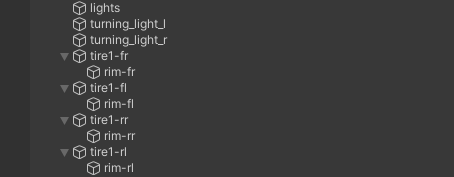 lights
turning_light_l
turning_light_r
tire1-fr
rim-fr
tire1-fl
rim-fl
tire1-rr
rim-rr
tire1-rl
rim-rl